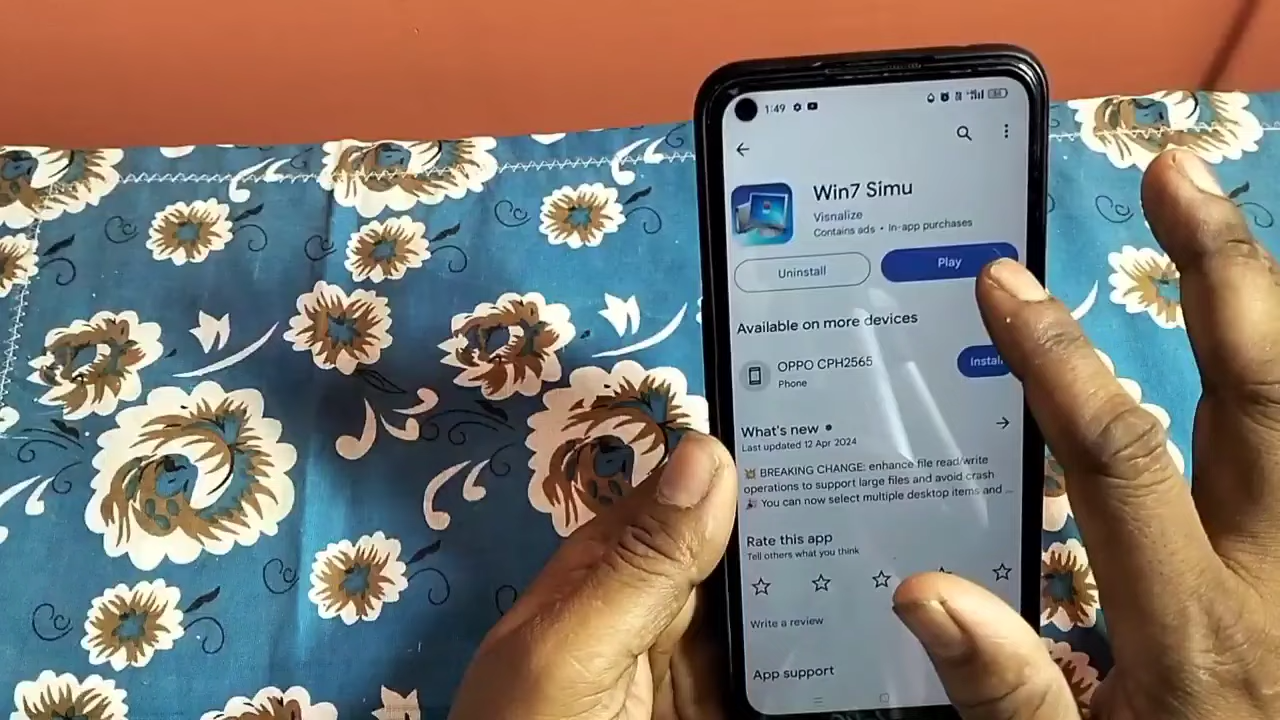 1:49
Win7 Simu
Visnalize
Contains ads • In-app purchases
Uninstall
Play
Available on more devices
OPPO CPH2565
Phone
Instal
What's new •
Last updated 12 Apr 2024
💥 BREAKING CHANGE: enhance file read/write
operations to support large files and avoid crash
🎉 You can now select multiple desktop items and ...
Rate this app
Tell others what you think
Write a review
App support